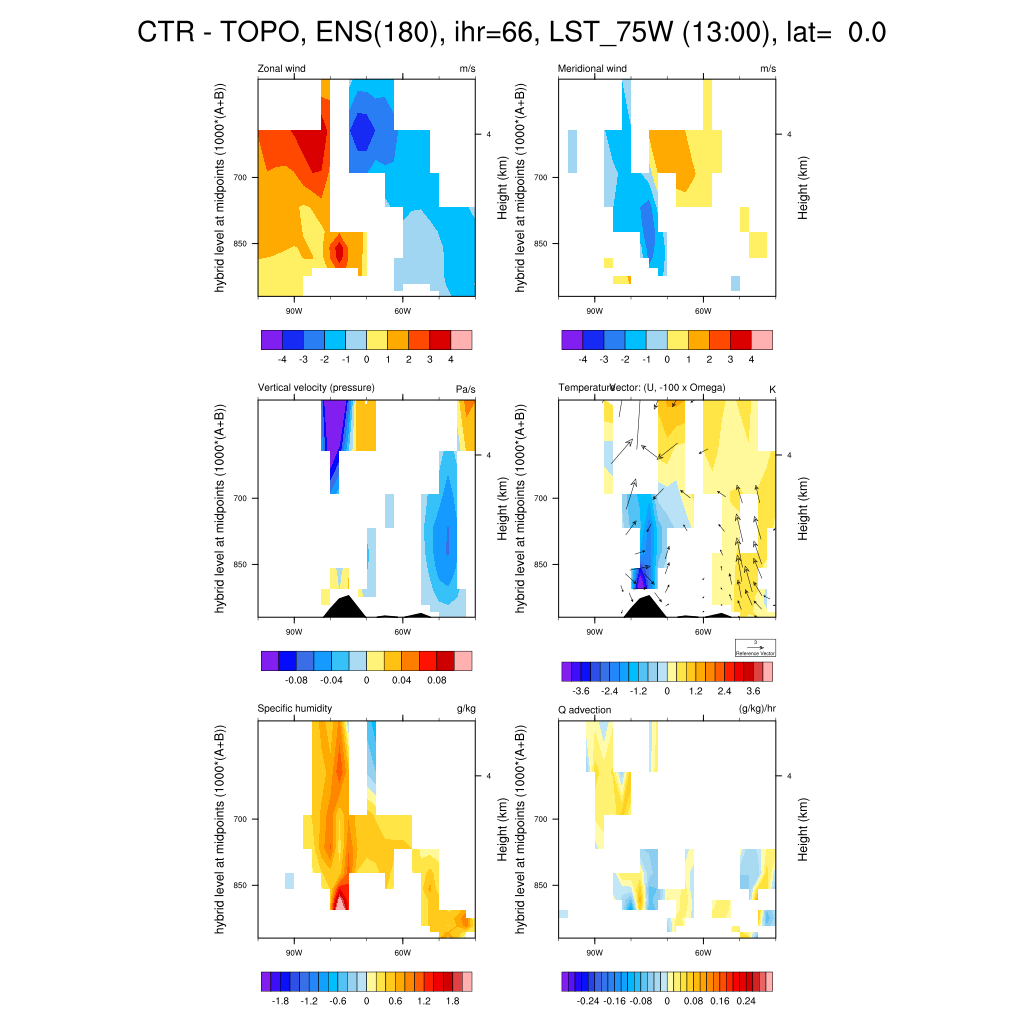 CTR - TOPO, ENS(180), ihr=66, LST_75W (13:00), lat=  0.0
Zonal wind m/s
hybrid level at midpoints (1000*(A+B))
700
850
4
Height (km)
90W 60W
-4 -3 -2 -1 0 1 2 3 4
Meridional wind m/s
hybrid level at midpoints (1000*(A+B))
700
850
4
Height (km)
90W 60W
-4 -3 -2 -1 0 1 2 3 4
Vertical velocity (pressure) Pa/s
hybrid level at midpoints (1000*(A+B))
700
850
4
Height (km)
90W 60W
-0.08 -0.04 0 0.04 0.08
Temperature Vector: (U, -100 x Omega) K
hybrid level at midpoints (1000*(A+B))
700
850
4
Height (km)
90W 60W
3
Reference Vector
-3.6 -2.4 -1.2 0 1.2 2.4 3.6
Specific humidity g/kg
hybrid level at midpoints (1000*(A+B))
700
850
4
Height (km)
90W 60W
-1.8 -1.2 -0.6 0 0.6 1.2 1.8
Q advection (g/kg)/hr
hybrid level at midpoints (1000*(A+B))
700
850
4
Height (km)
90W 60W
-0.24 -0.16 -0.08 0 0.08 0.16 0.24